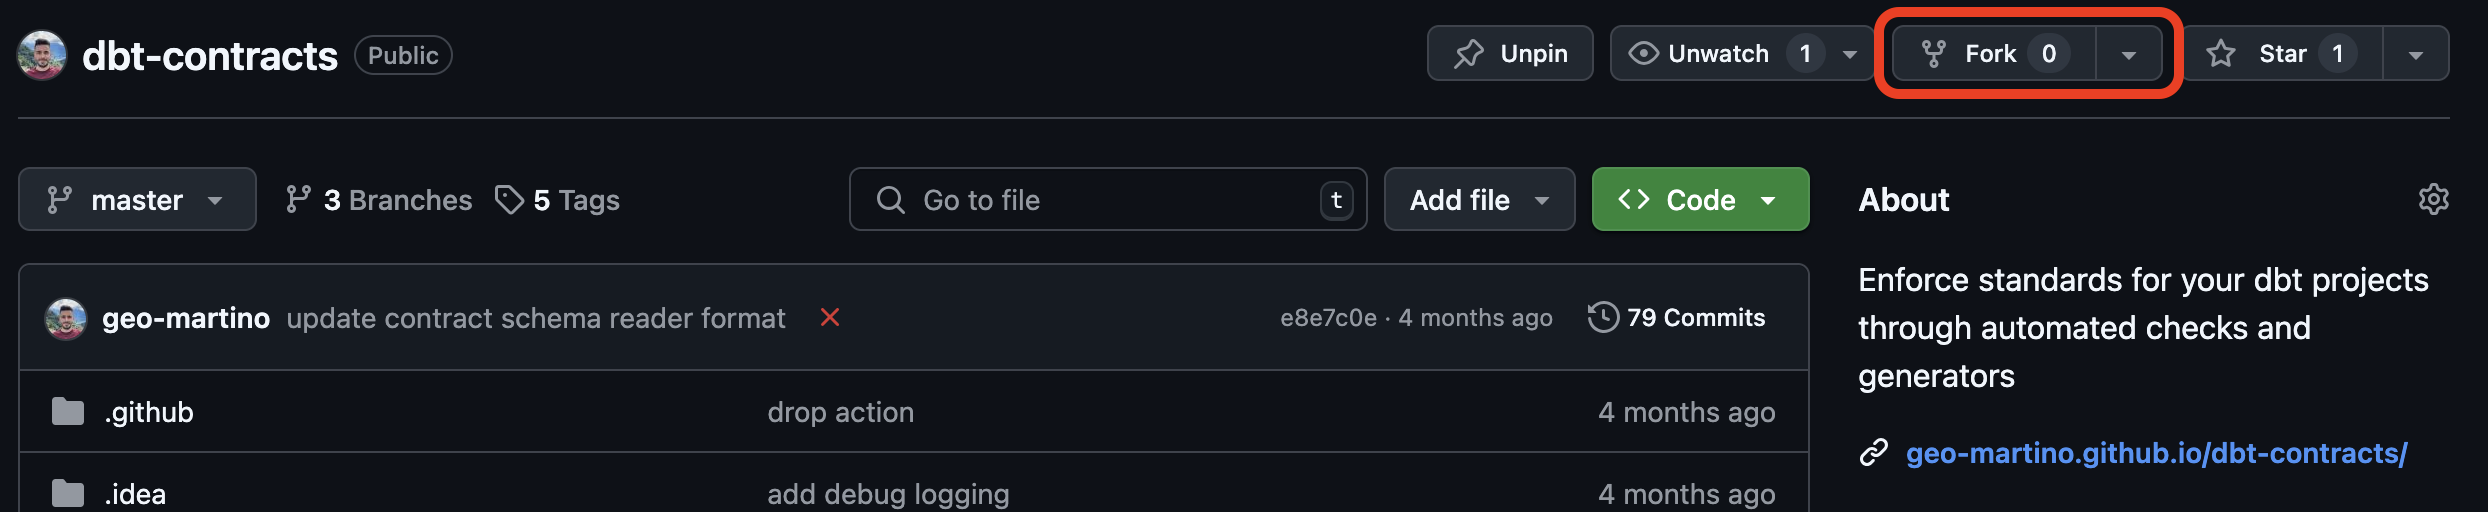 dbt-contracts Public Unpin Unwatch 1 Fork 0 Star 1
master 3 Branches 5 Tags Go to file t Add file Code
About
Enforce standards for your dbt projects
through automated checks and
generators
geo-martino.github.io/dbt-contracts/
geo-martino update contract schema reader format e8e7c0e · 4 months ago 79 Commits
.github drop action 4 months ago
.idea add debug logging 4 months ago